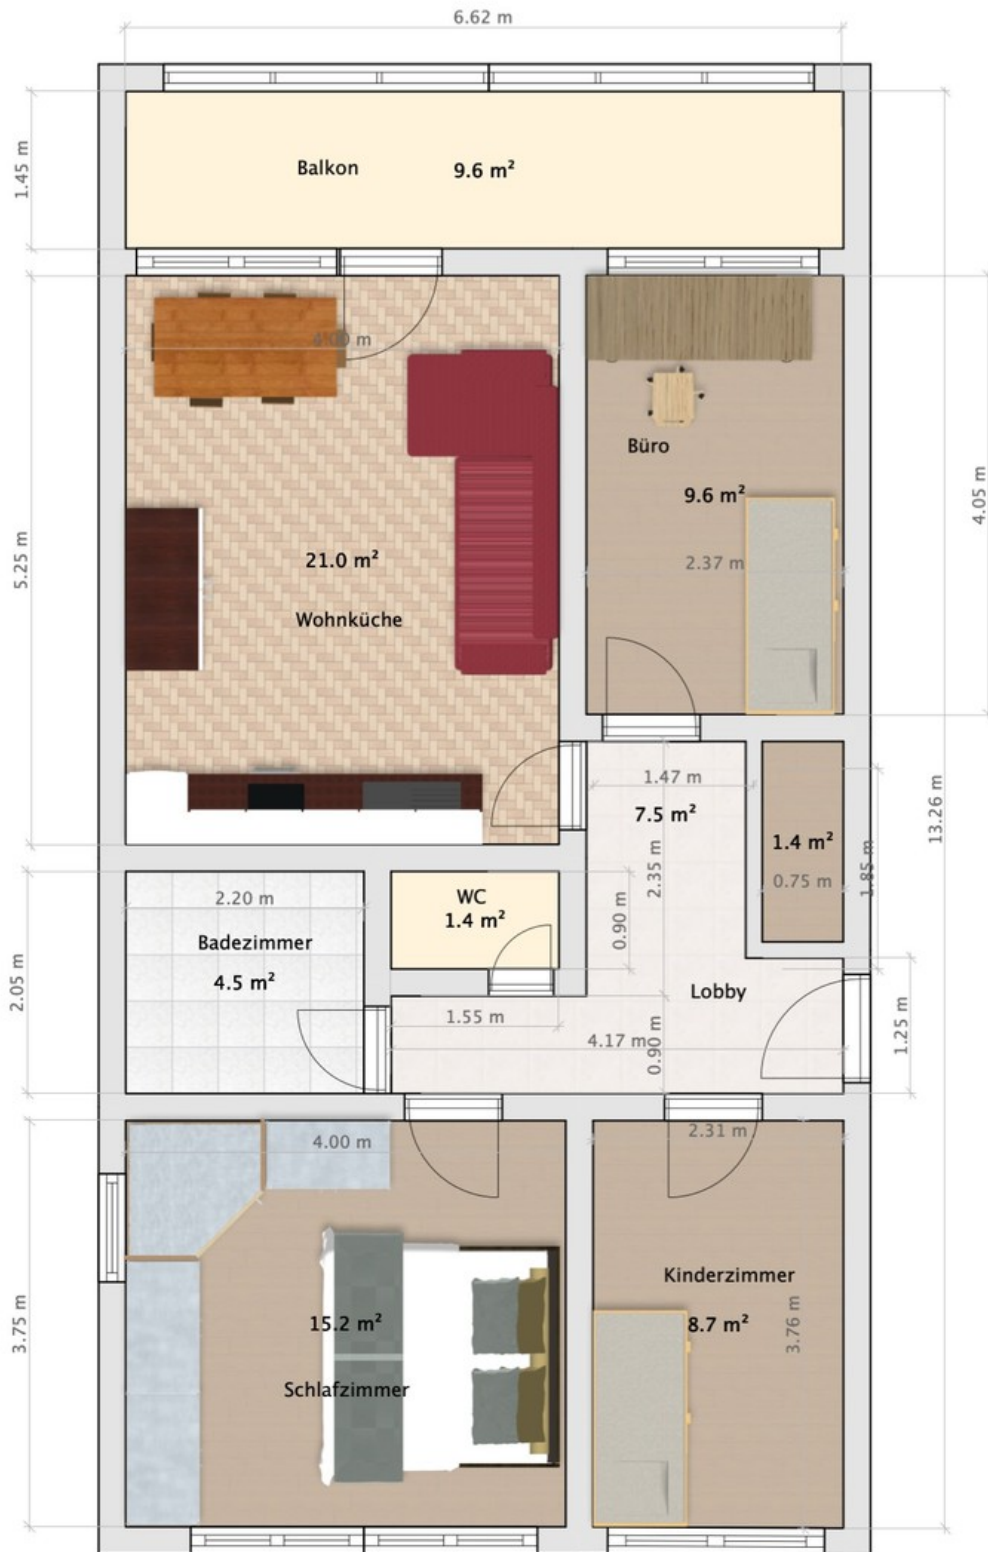 6.62 m
1.45 m
Balkon 9.6 m²
4.00 m
Büro
9.6 m²
4.05 m
5.25 m
21.0 m²
2.37 m
Wohnküche
1.47 m
7.5 m²
13.26 m
1.4 m²
2.35 m
0.75 m
1.85 m
WC
1.4 m²
2.20 m
0.90 m
Badezimmer
4.5 m²
2.05 m
Lobby
1.55 m
4.17 m
0.90 m
1.25 m
4.00 m
2.31 m
Kinderzimmer
8.7 m²
15.2 m²
3.75 m
3.76 m
Schlafzimmer